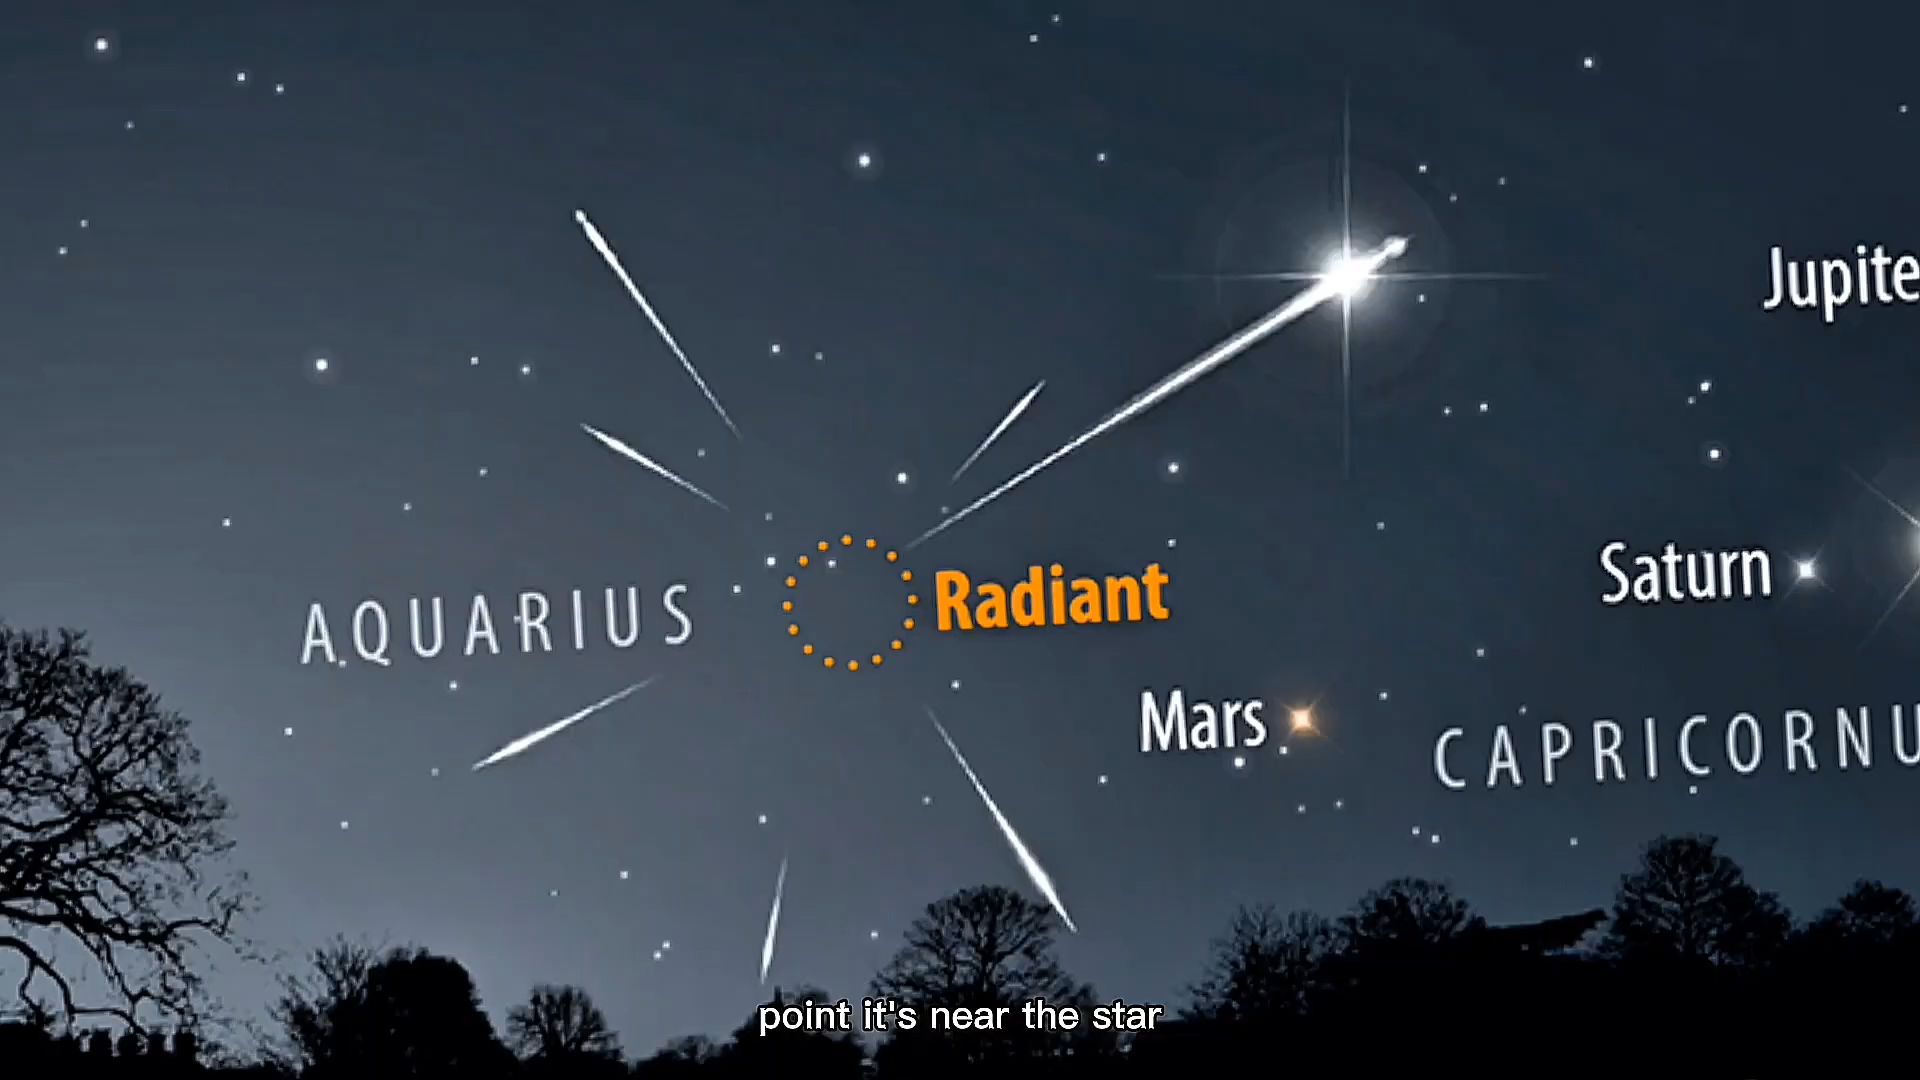 Jupite
Saturn
AQUARIUS
Radiant
Mars
CAPRICORNU
point it's near the star